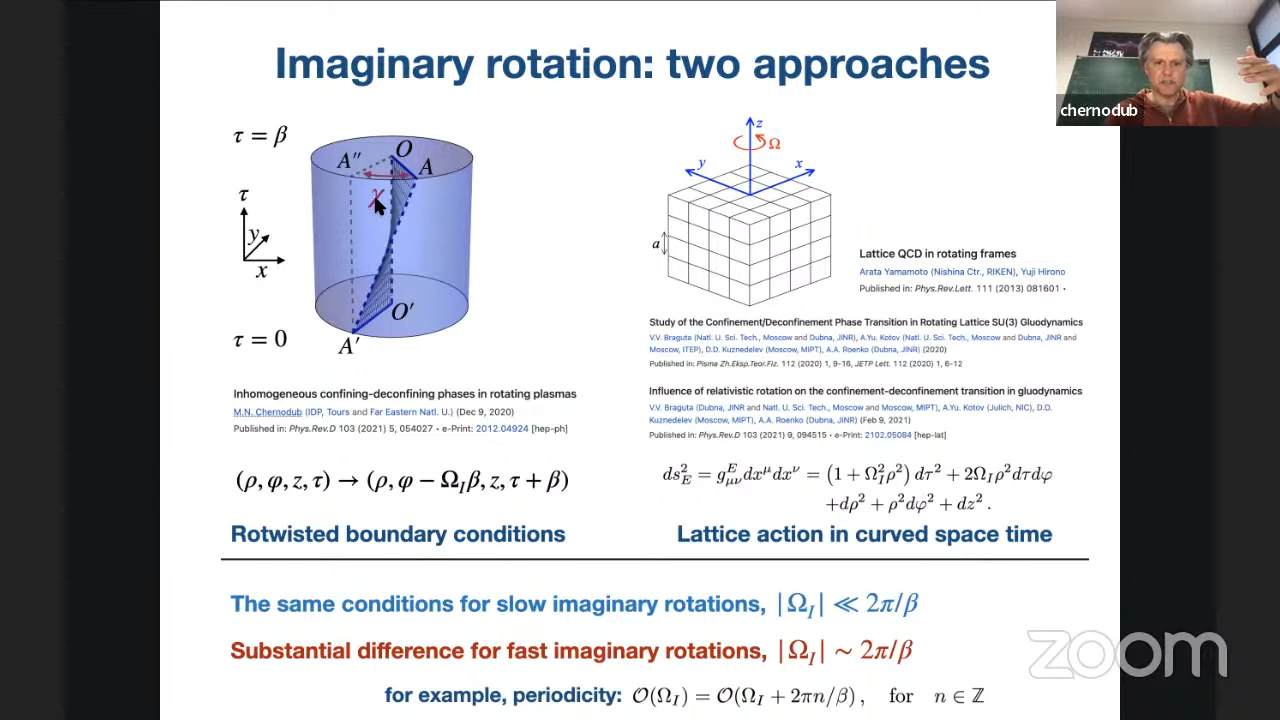 Imaginary rotation: two approaches
chernodub
τ = β
A″
O
A
χ
τ
y
x
O′
τ = 0
A′
Inhomogeneous confining-deconfining phases in rotating plasmas
M.N. Chernodub (IDP, Tours and Far Eastern Natl. U.) (Dec 9, 2020)
Published in: Phys.Rev.D 103 (2021) 5, 054027 • e-Print: 2012.04924 [hep-ph]
(ρ, φ, z, τ) → (ρ, φ − Ω_I β, z, τ + β)
Rotwisted boundary conditions
z
Ω
y
x
a
Lattice QCD in rotating frames
Arata Yamamoto (Nishina Ctr., RIKEN), Yuji Hirono
Published in: Phys.Rev.Lett. 111 (2013) 081601 •
Study of the Confinement/Deconfinement Phase Transition in Rotating Lattice SU(3) Gluodynamics
V.V. Braguta (Natl. U. Sci. Tech., Moscow and Dubna, JINR), A.Yu. Kotov (Natl. U. Sci. Tech., Moscow and Dubna, JINR and
Moscow, ITEP), D.D. Kuznedelev (Moscow, MIPT), A.A. Roenko (Dubna, JINR) (2020)
Published in: Pisma Zh.Eksp.Teor.Fiz. 112 (2020) 1, 9-16, JETP Lett. 112 (2020) 1, 6-12
Influence of relativistic rotation on the confinement-deconfinement transition in gluodynamics
V.V. Braguta (Dubna, JINR and Natl. U. Sci. Tech., Moscow and Moscow, MIPT), A.Yu. Kotov (Julich, NIC), D.D.
Kuznedelev (Moscow, MIPT), A.A. Roenko (Dubna, JINR) (Feb 9, 2021)
Published in: Phys.Rev.D 103 (2021) 9, 094515 • e-Print: 2102.05084 [hep-lat]
ds²_E = g^E_μν dx^μ dx^ν = (1 + Ω²_I ρ²) dτ² + 2Ω_I ρ² dτdφ
+dρ² + ρ²dφ² + dz² .
Lattice action in curved space time
The same conditions for slow imaginary rotations, |Ω_I| ≪ 2π/β
Substantial difference for fast imaginary rotations, |Ω_I| ∼ 2π/β
for example, periodicity: 𝒪(Ω_I) = 𝒪(Ω_I + 2πn/β) , for n ∈ ℤ
zoom